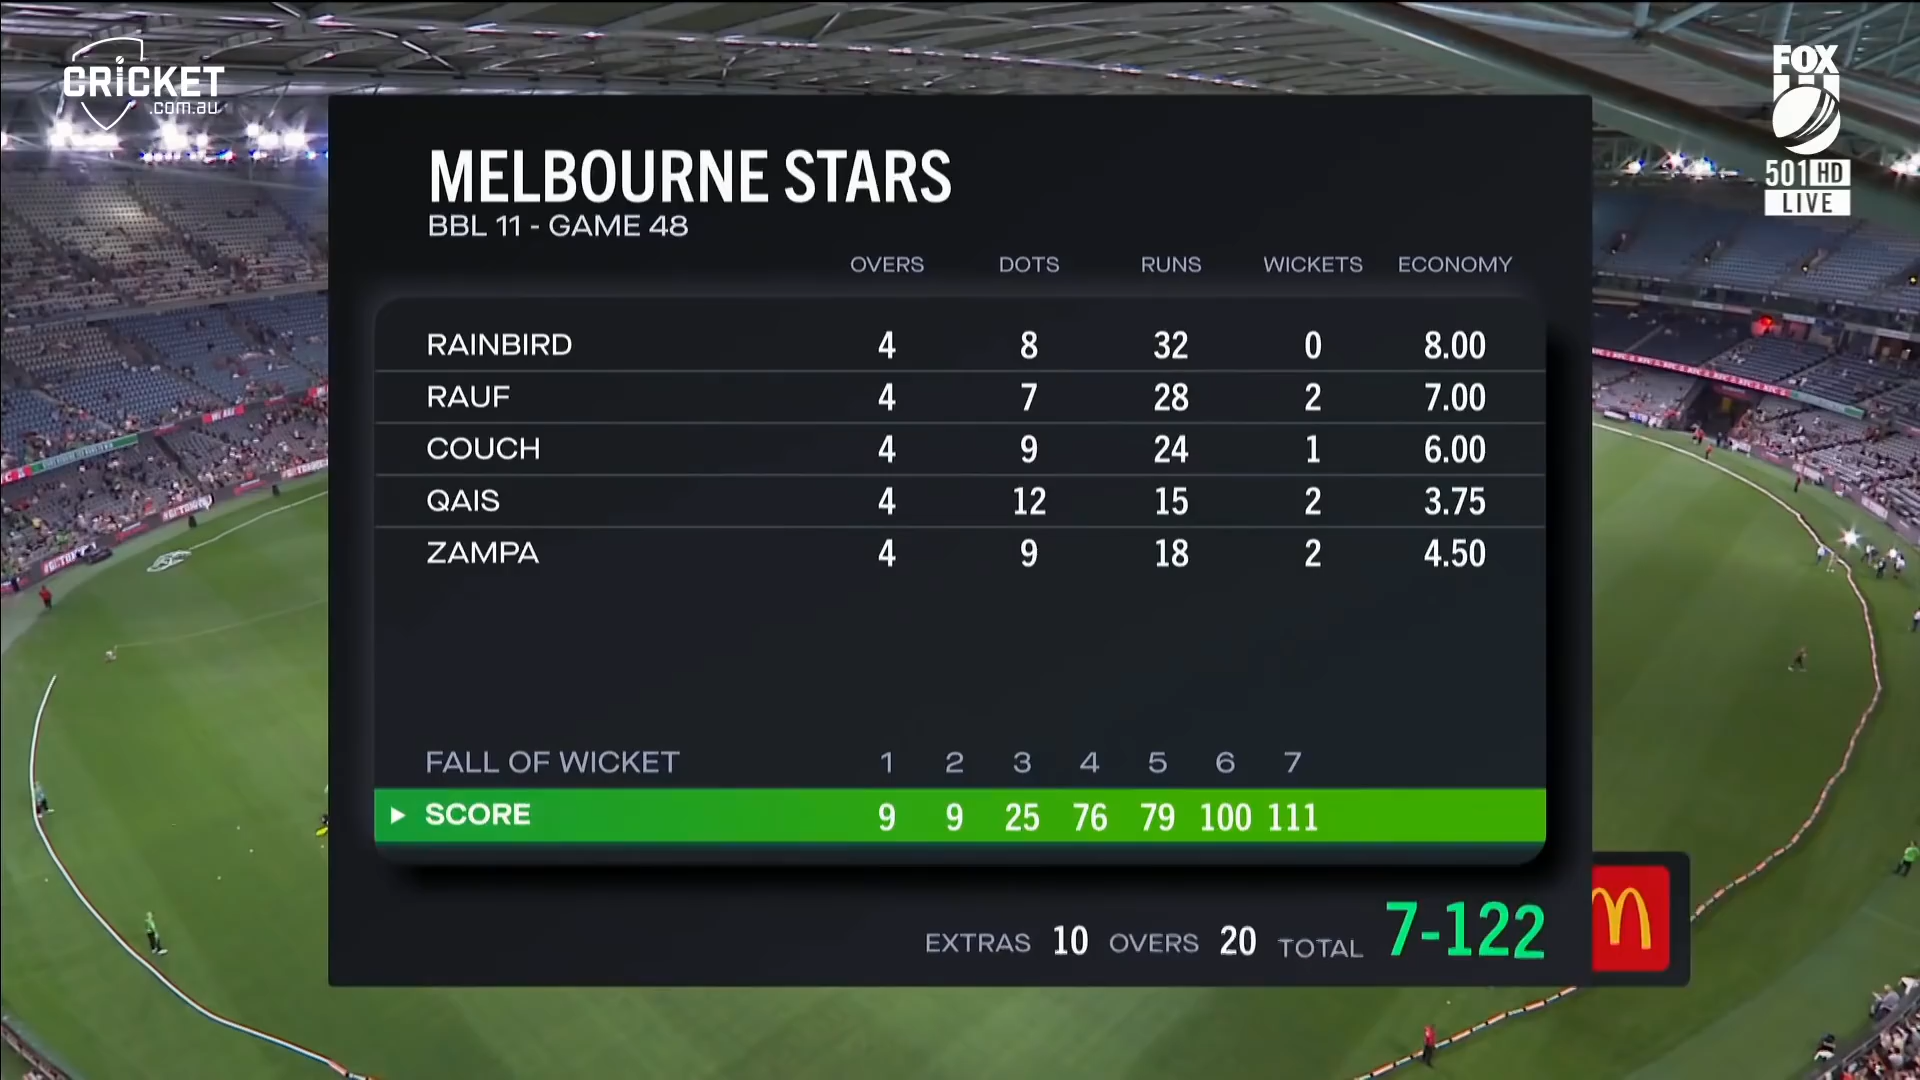 CRICKET
.com.au
FOX
501 HD
LIVE
MELBOURNE STARS
BBL 11 - GAME 48
OVERS DOTS RUNS WICKETS ECONOMY
RAINBIRD 4 8 32 0 8.00
RAUF 4 7 28 2 7.00
COUCH 4 9 24 1 6.00
QAIS 4 12 15 2 3.75
ZAMPA 4 9 18 2 4.50
FALL OF WICKET 1 2 3 4 5 6 7
SCORE 9 9 25 76 79 100 111
EXTRAS 10 OVERS 20 TOTAL 7-122